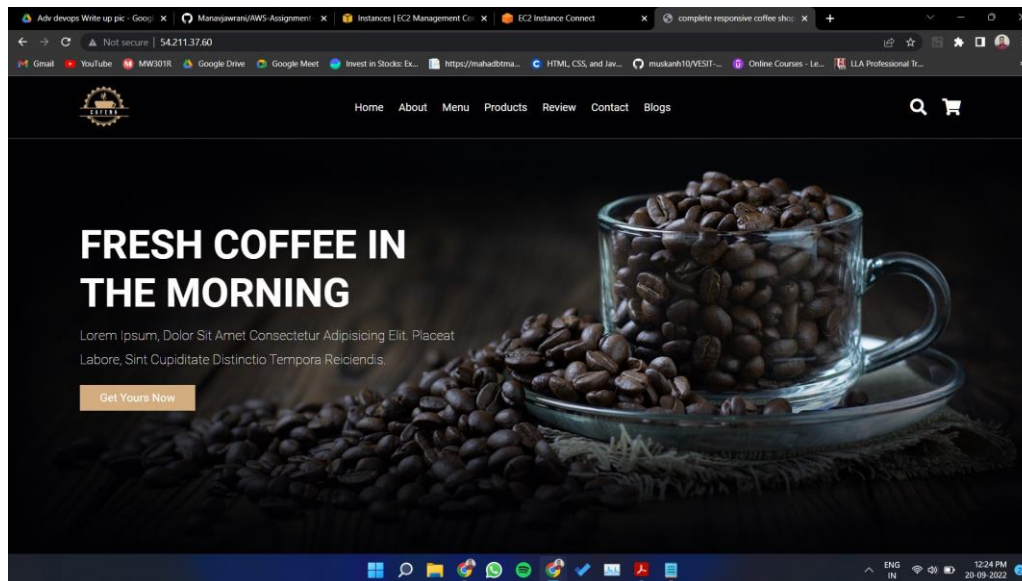 Adv devops Write up pic - Googl
Manavjawrani/AWS-Assignment
Instances | EC2 Management Con
EC2 Instance Connect
complete responsive coffee shop
Not secure | 54.211.37.60
Gmail
YouTube
MW301R
Google Drive
Google Meet
Invest in Stocks: Ex...
https://mahadbtma...
HTML, CSS, and Jav...
muskanh10/VESIT-...
Online Courses - Le...
LLA Professional Tr...
Home About Menu Products Review Contact Blogs
FRESH COFFEE IN
THE MORNING
Lorem Ipsum, Dolor Sit Amet Consectetur Adipisicing Elit. Placeat
Labore, Sint Cupiditate Distinctio Tempora Reiciendis.
Get Yours Now
ENG
IN
12:24 PM
20-09-2022